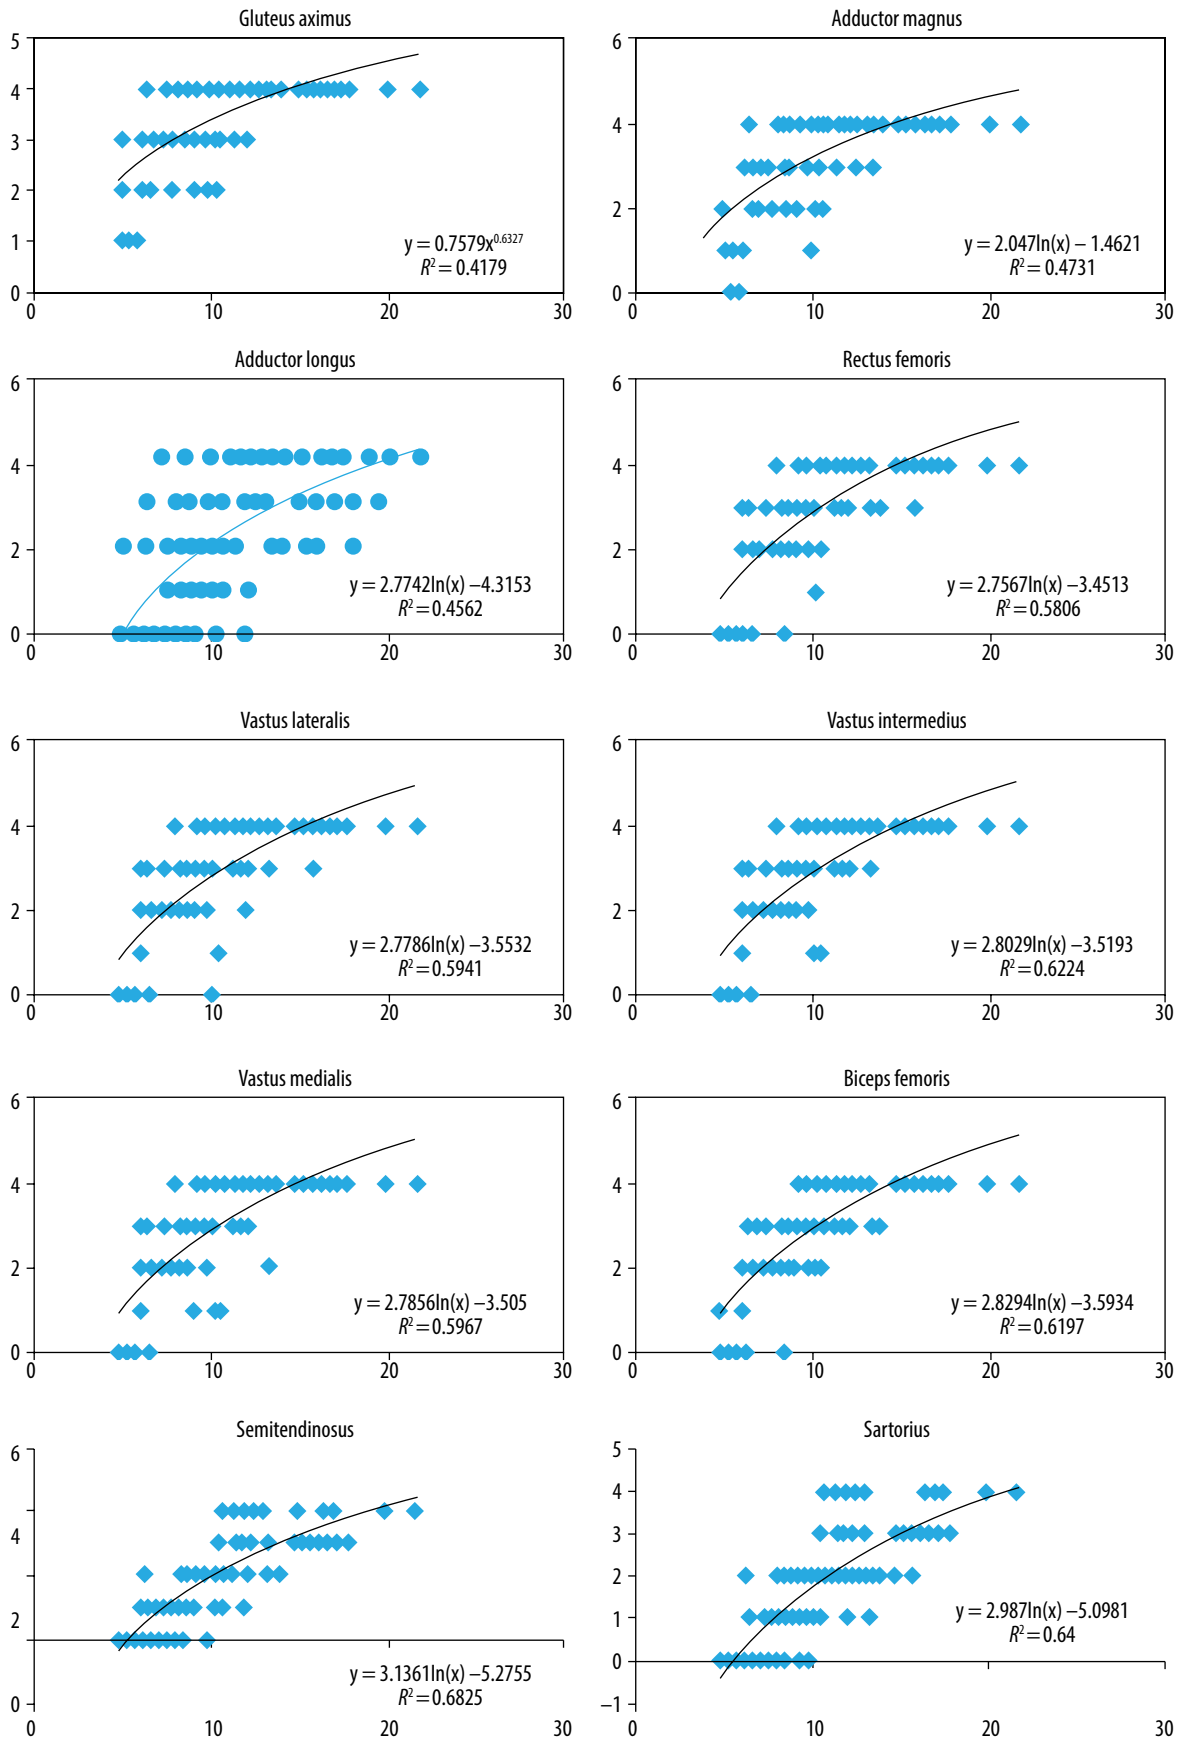 Gluteus aximus
5
4
3
2
1
0
0 10 20 30
y = 0.7579x^0.6327
R² = 0.4179
Adductor magnus
6
4
2
0
0 10 20 30
y = 2.047ln(x) – 1.4621
R² = 0.4731
Adductor longus
6
4
2
0
0 10 20 30
y = 2.7742ln(x) –4.3153
R² = 0.4562
Rectus femoris
6
4
2
0
0 10 20 30
y = 2.7567ln(x) –3.4513
R² = 0.5806
Vastus lateralis
6
4
2
0
0 10 20 30
y = 2.7786ln(x) –3.5532
R² = 0.5941
Vastus intermedius
6
4
2
0
0 10 20 30
y = 2.8029ln(x) –3.5193
R² = 0.6224
Vastus medialis
6
4
2
0
0 10 20 30
y = 2.7856ln(x) –3.505
R² = 0.5967
Biceps femoris
6
4
2
0
0 10 20 30
y = 2.8294ln(x) –3.5934
R² = 0.6197
Semitendinosus
6
4
2
0
0 10 20 30
y = 3.1361ln(x) –5.2755
R² = 0.6825
Sartorius
5
4
3
2
1
0
–1
0 10 20 30
y = 2.987ln(x) –5.0981
R² = 0.64